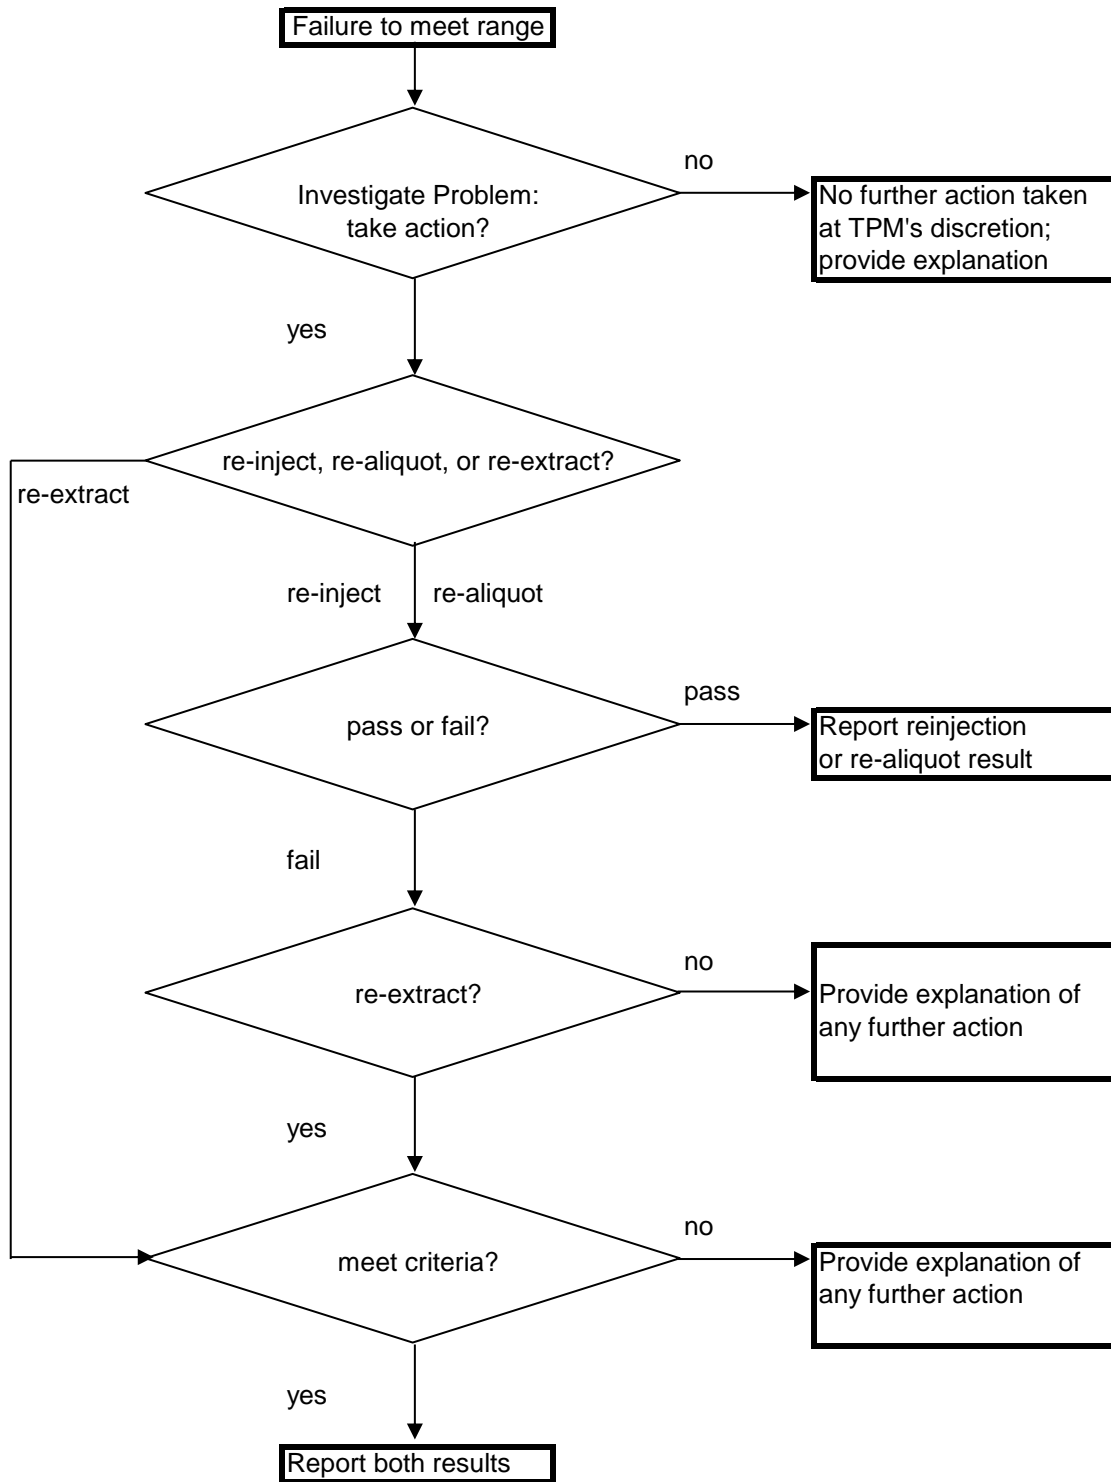 Failure to meet range
no
Investigate Problem:
take action?
No further action taken
at TPM's discretion;
provide explanation
yes
re-inject, re-aliquot, or re-extract?
re-extract
re-inject
re-aliquot
pass
pass or fail?
Report reinjection
or re-aliquot result
fail
no
re-extract?
Provide explanation of
any further action
yes
no
meet criteria?
Provide explanation of
any further action
yes
Report both results